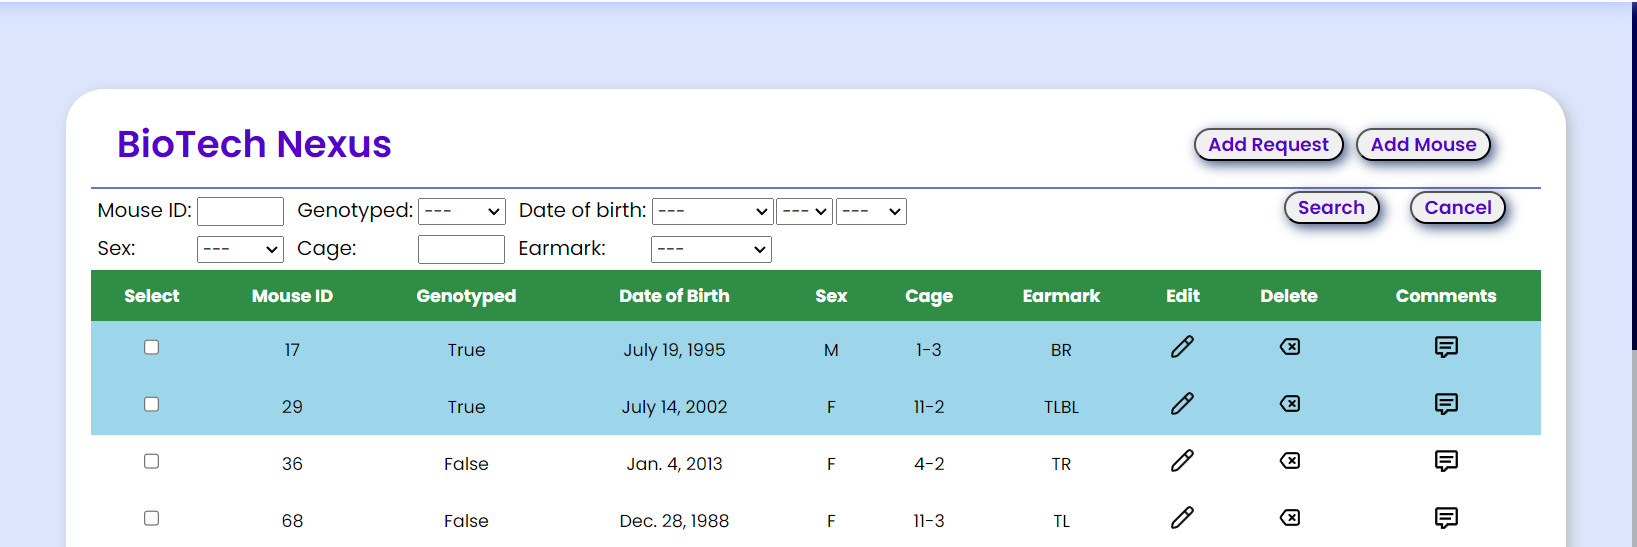 BioTech Nexus
Add Request Add Mouse
Mouse ID: Genotyped: --- Date of birth: --- --- --- Search Cancel
Sex: --- Cage: Earmark: ---
Select Mouse ID Genotyped Date of Birth Sex Cage Earmark Edit Delete Comments
17 True July 19, 1995 M 1-3 BR
29 True July 14, 2002 F 11-2 TLBL
36 False Jan. 4, 2013 F 4-2 TR
68 False Dec. 28, 1988 F 11-3 TL